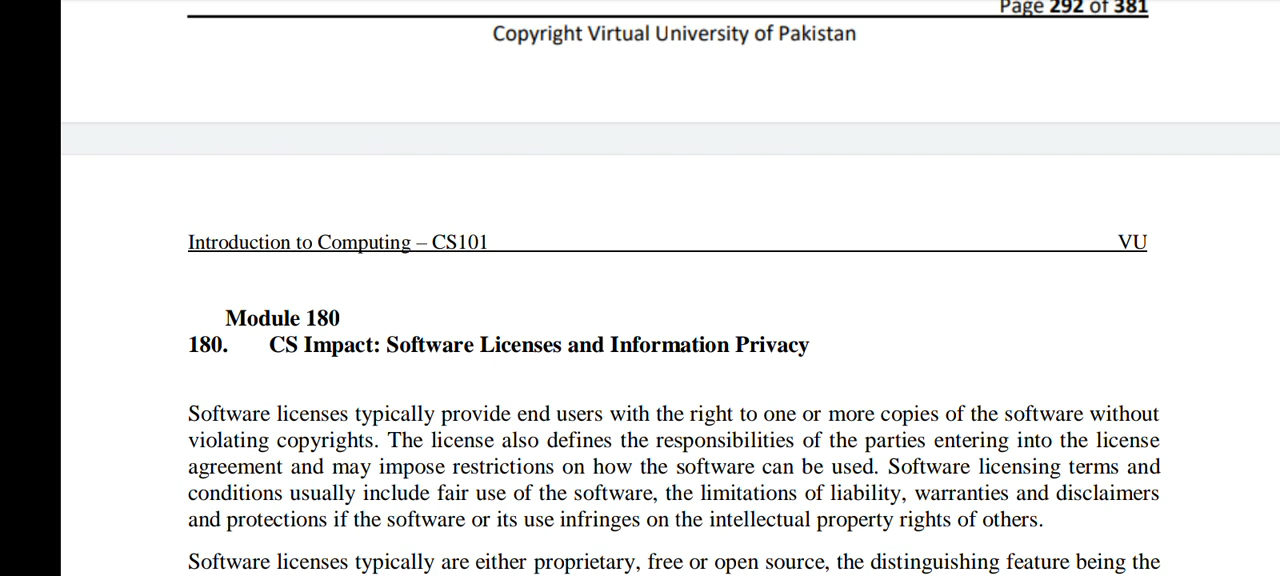 Page 292 of 381
Copyright Virtual University of Pakistan
Introduction to Computing – CS101 VU
Module 180
180. CS Impact: Software Licenses and Information Privacy
Software licenses typically provide end users with the right to one or more copies of the software without
violating copyrights. The license also defines the responsibilities of the parties entering into the license
agreement and may impose restrictions on how the software can be used. Software licensing terms and
conditions usually include fair use of the software, the limitations of liability, warranties and disclaimers
and protections if the software or its use infringes on the intellectual property rights of others.
Software licenses typically are either proprietary, free or open source, the distinguishing feature being the